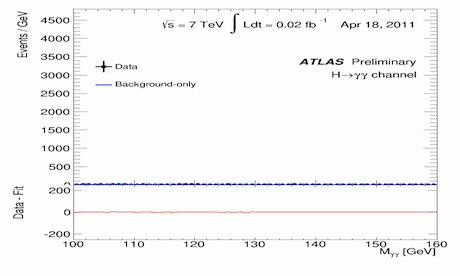 √s = 7 TeV ∫ Ldt = 0.02 fb⁻¹ Apr 18, 2011
ATLAS Preliminary
H→γγ channel
Data
Background-only
Events / GeV
4500
4000
3500
3000
2500
2000
1500
1000
500
Data - Fit
200
0
-200
100 110 120 130 140 150 160
Mγγ [GeV]